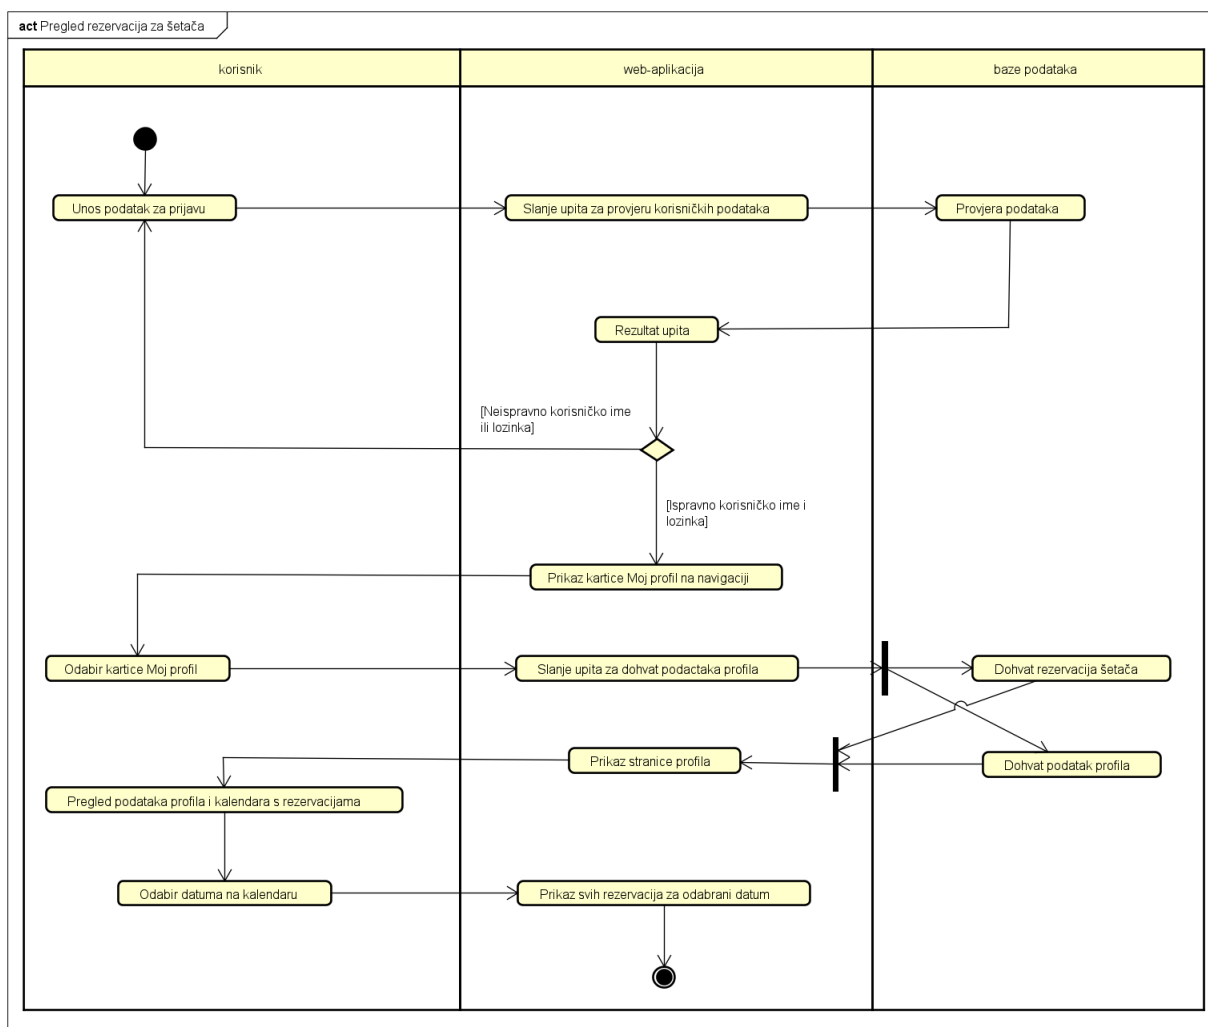 act Pregled rezervacija za šetača
korisnik
web-aplikacija
baze podataka
Unos podatak za prijavu
Slanje upita za provjeru korisničkih podataka
Provjera podataka
Rezultat upita
[Neispravno korisničko ime
ili lozinka]
[Ispravno korisničko ime i
lozinka]
Prikaz kartice Moj profil na navigaciji
Odabir kartice Moj profil
Slanje upita za dohvat podactaka profila
Dohvat rezervacija šetača
Prikaz stranice profila
Dohvat podatak profila
Pregled podataka profila i kalendara s rezervacijama
Odabir datuma na kalendaru
Prikaz svih rezervacija za odabrani datum